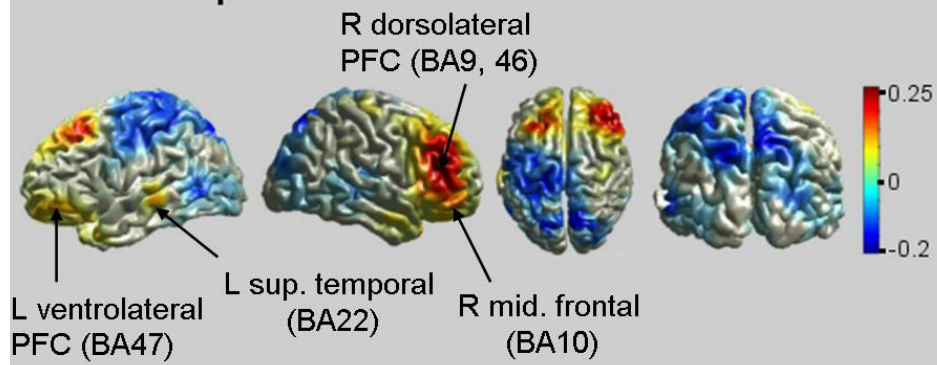 R dorsolateral
PFC (BA9, 46)
0.25
0
-0.2
L ventrolateral
PFC (BA47)
L sup. temporal
(BA22)
R mid. frontal
(BA10)